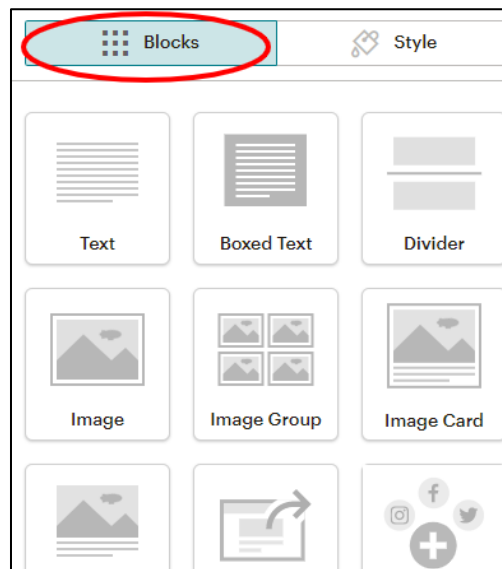 Blocks
Style
Text
Boxed Text
Divider
Image
Image Group
Image Card